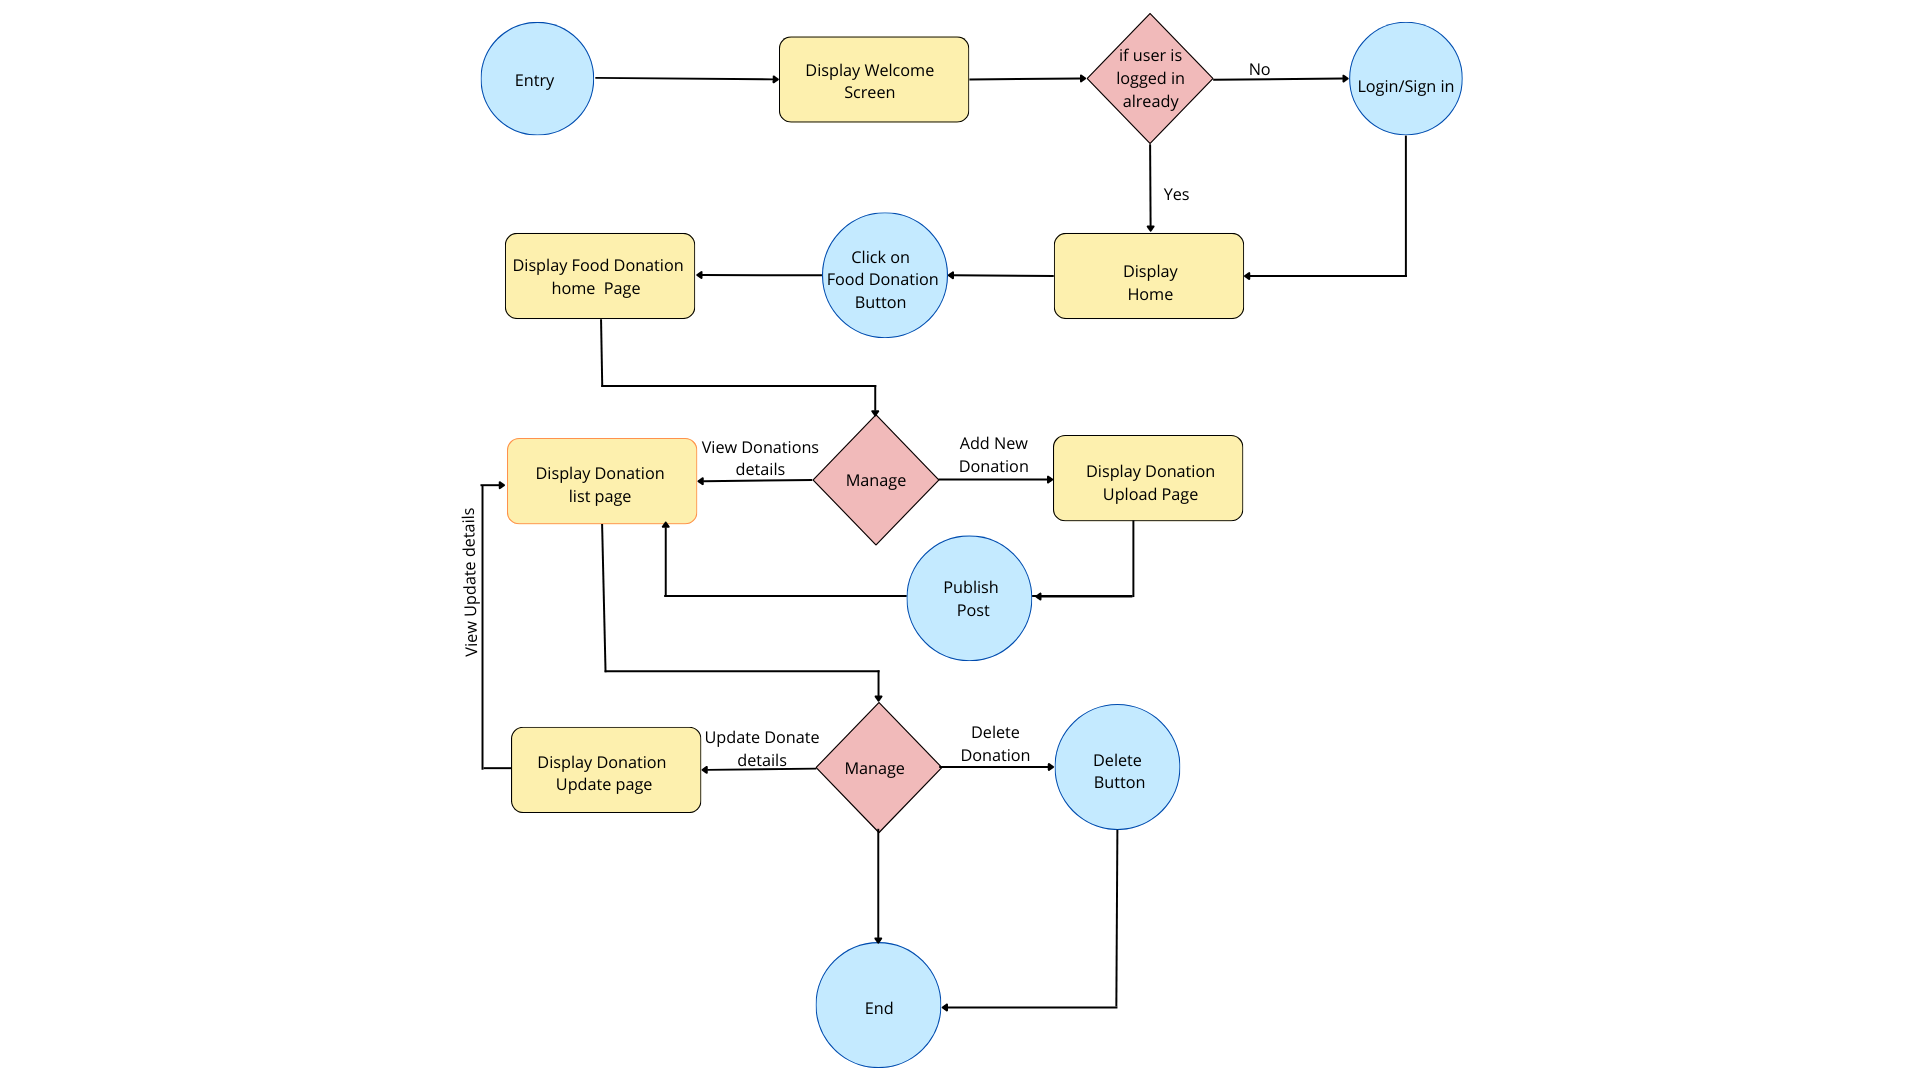 Entry
Display Welcome
Screen
if user is
logged in
already
No
Login/Sign in
Yes
Display Food Donation
home Page
Click on
Food Donation
Button
Display
Home
Display Donation
list page
View Donations
details
Manage
Add New
Donation
Display Donation
Upload Page
View Update details
Publish
Post
Display Donation
Update page
Update Donate
details
Manage
Delete
Donation
Delete
Button
End